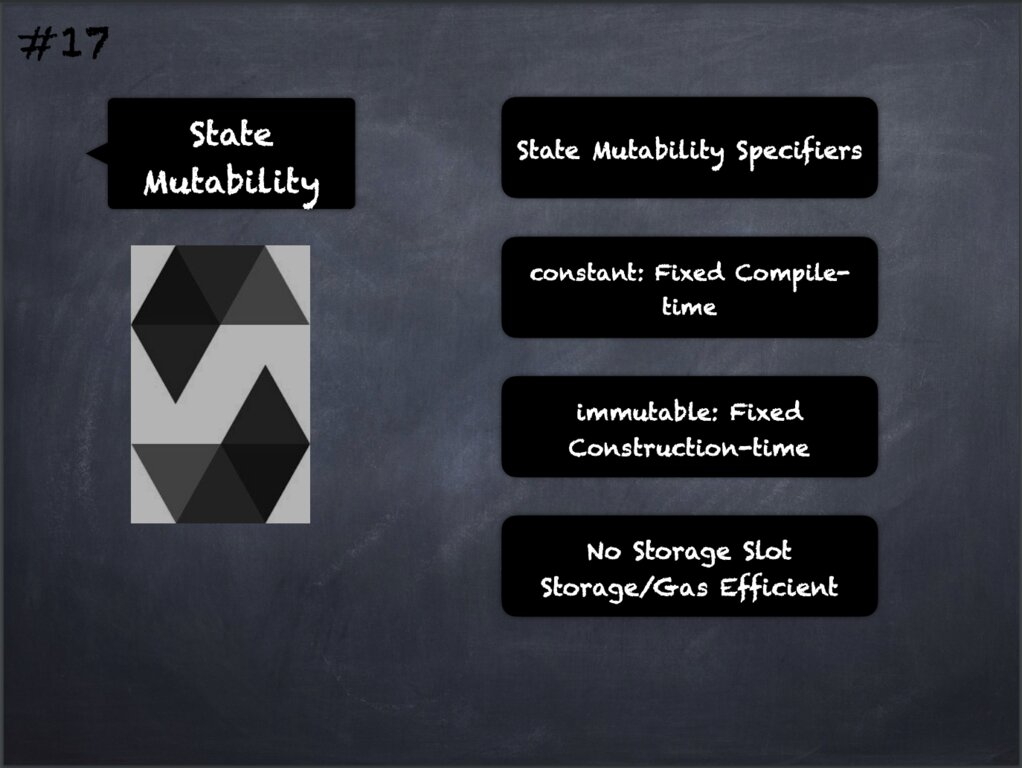 #17
State
Mutability
State Mutability Specifiers
constant: Fixed Compile-
time
immutable: Fixed
Construction-time
No Storage Slot
Storage/Gas Efficient